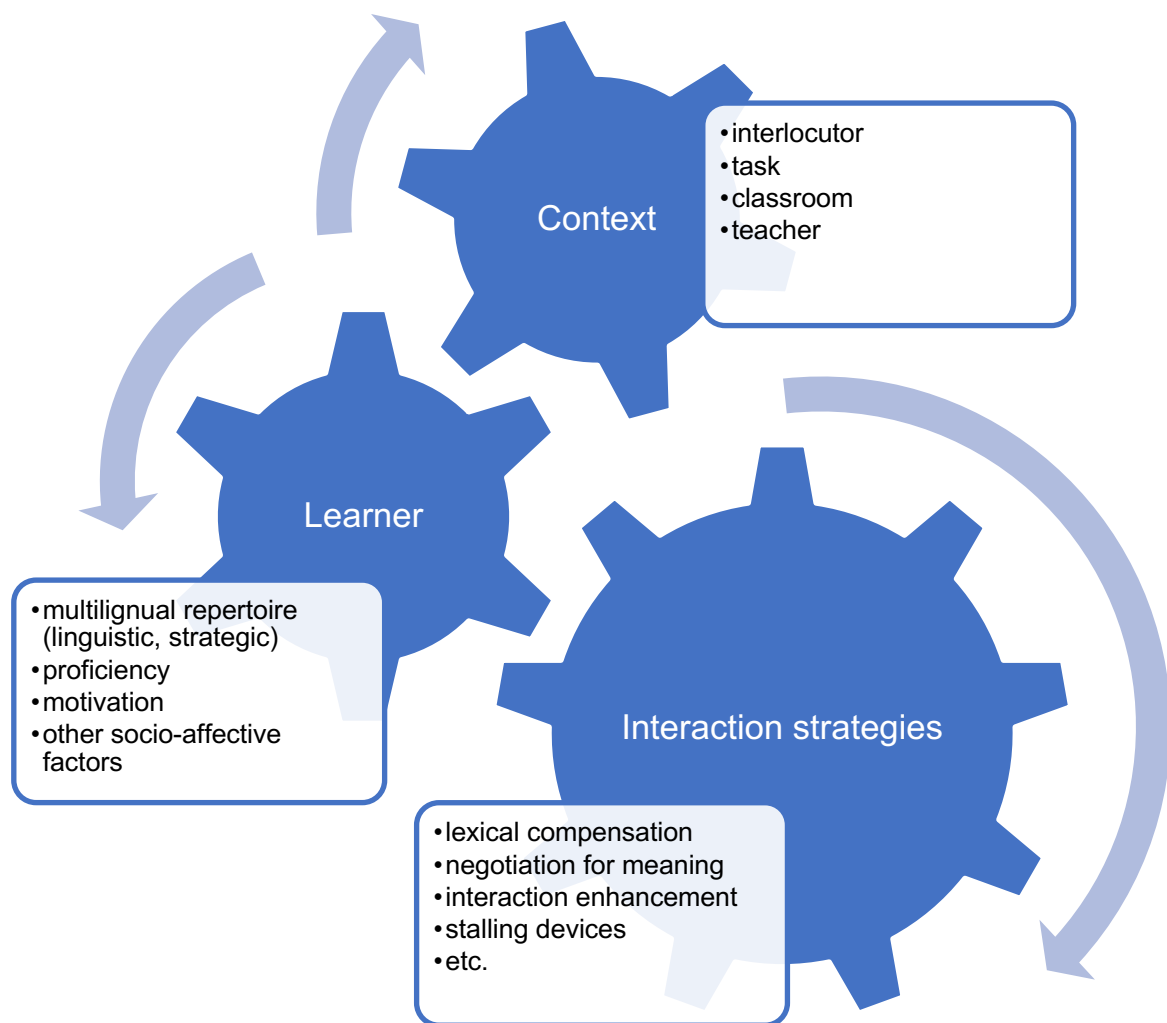 Context
•interlocutor
•task
•classroom
•teacher
Learner
•multilignual repertoire
(linguistic, strategic)
•proficiency
•motivation
•other socio-affective
factors
Interaction strategies
•lexical compensation
•negotiation for meaning
•interaction enhancement
•stalling devices
•etc.